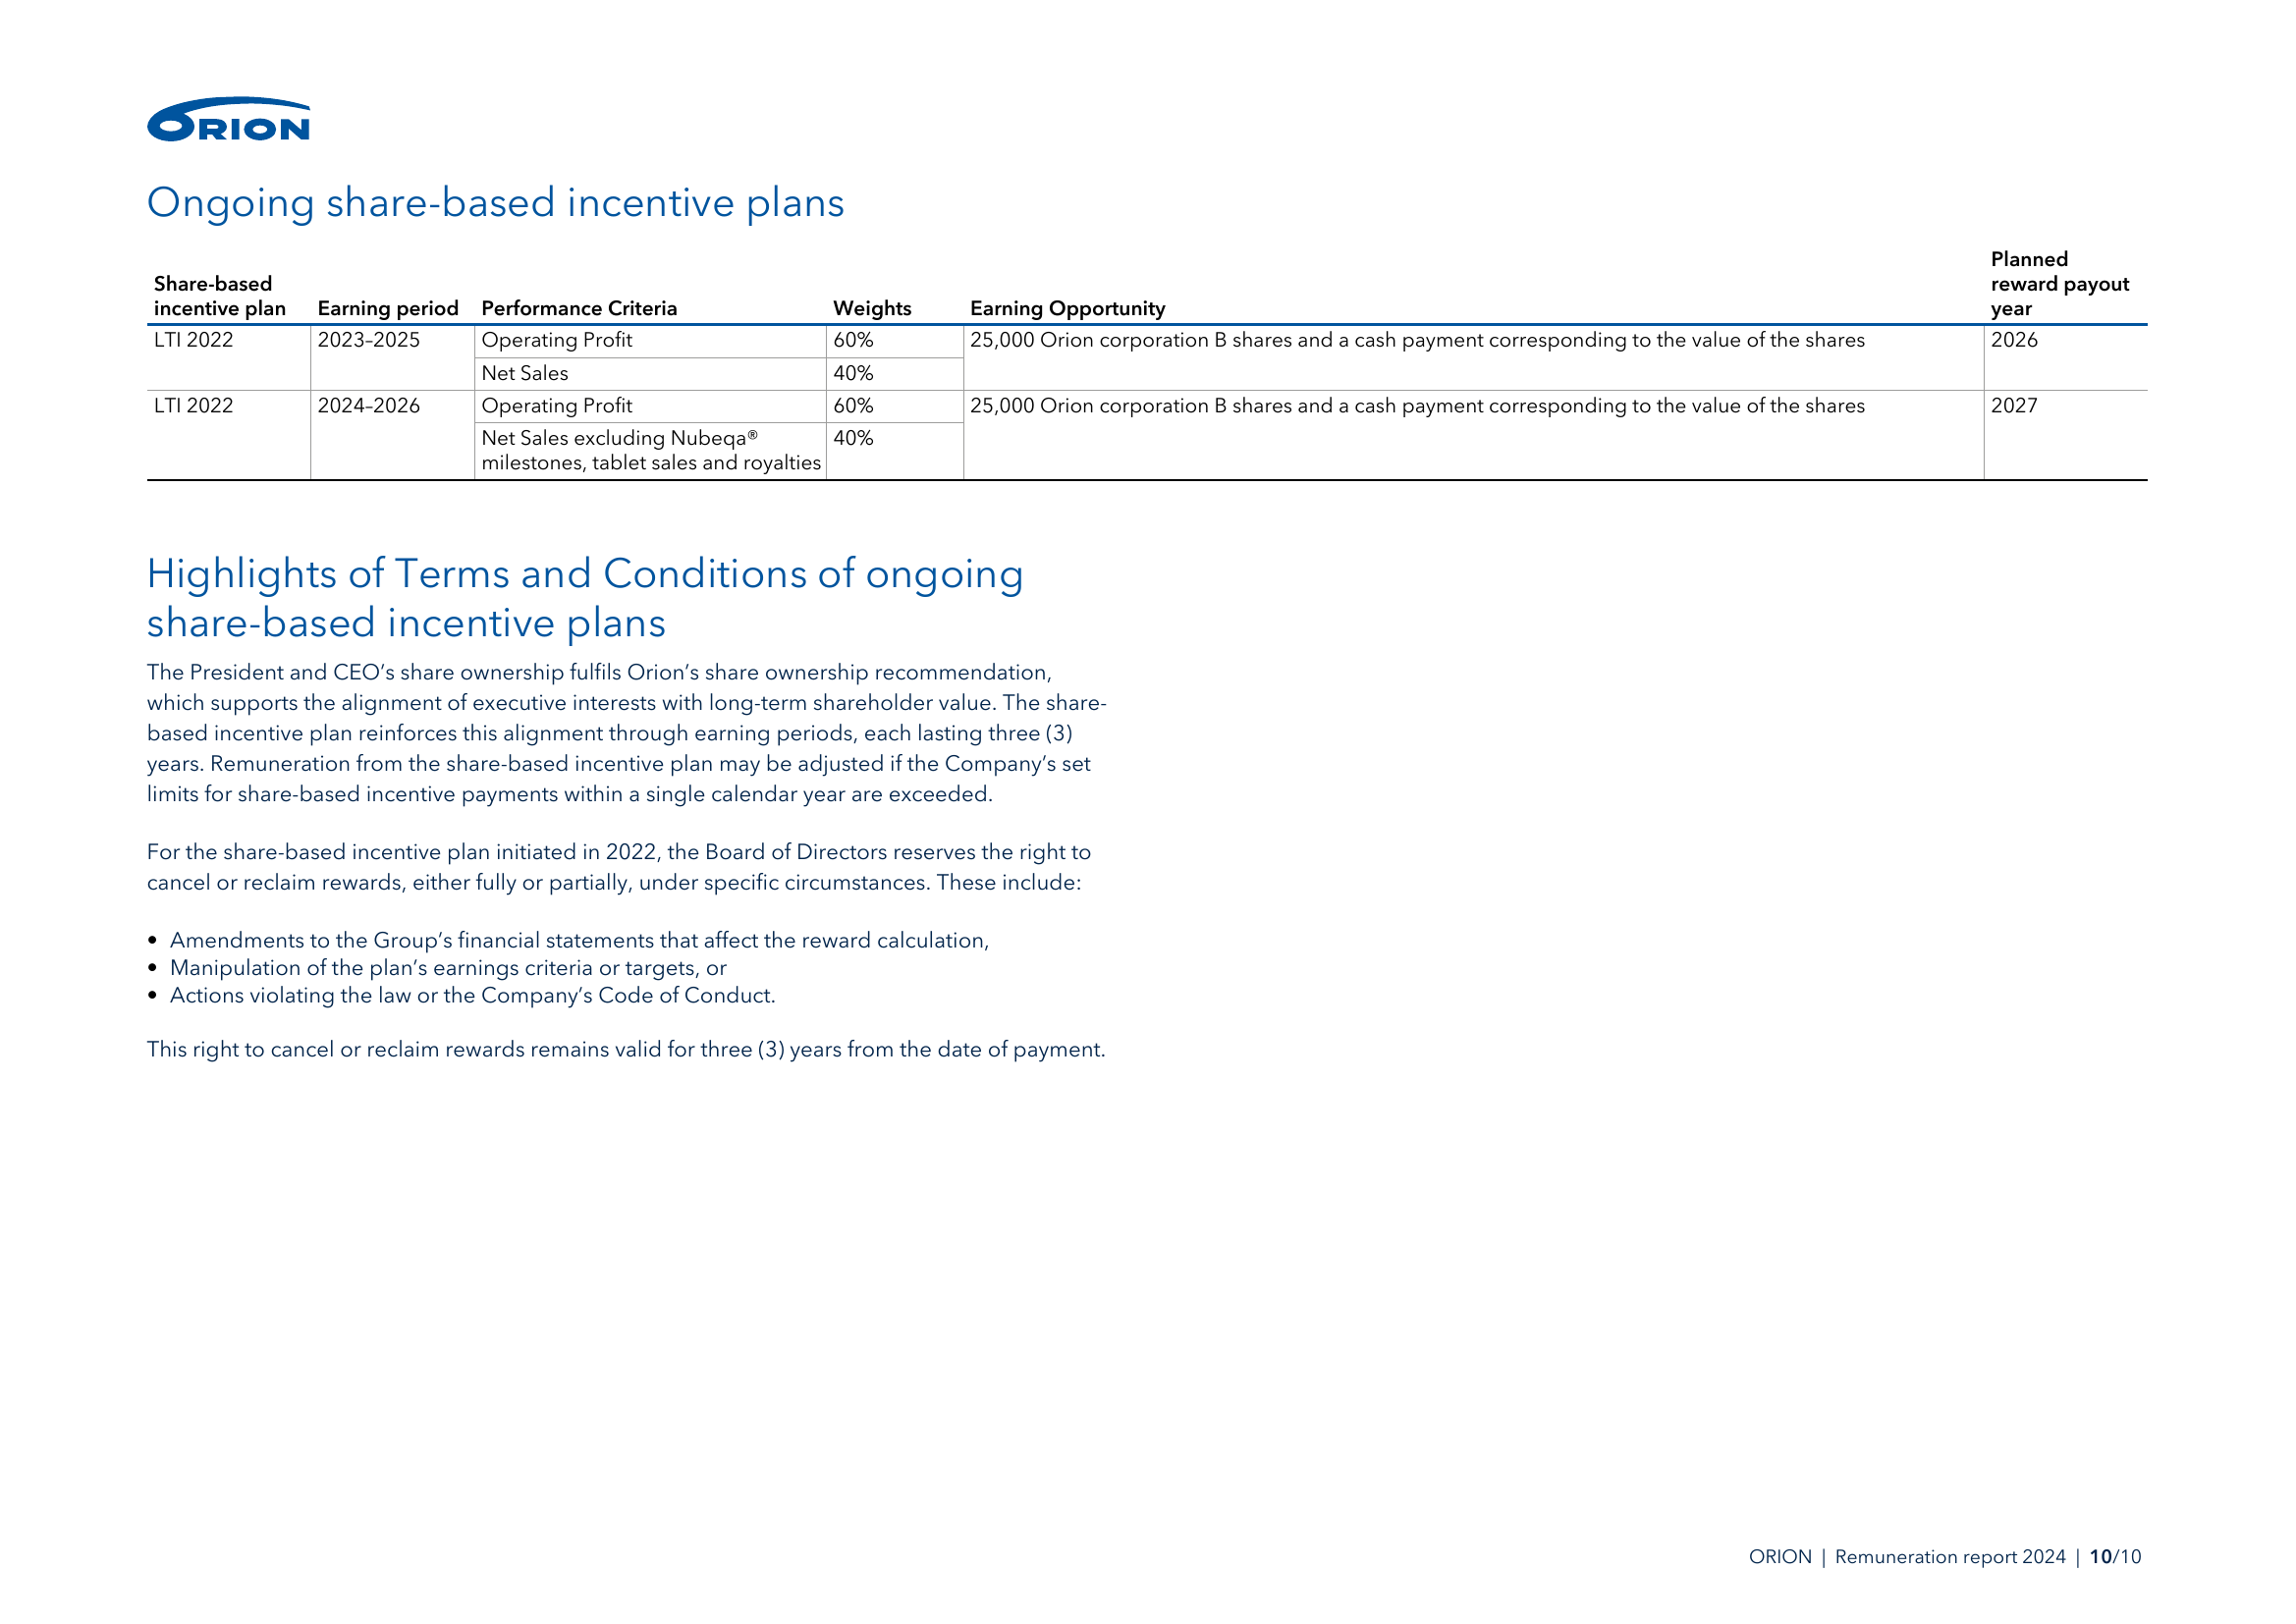 ORION
Ongoing share-based incentive plans
Share-based
incentive plan
Earning period
Performance Criteria
Weights
Earning Opportunity
Planned
reward payout
year
LTI 2022
2023–2025
Operating Profit
60%
25,000 Orion corporation B shares and a cash payment corresponding to the value of the shares
2026
Net Sales
40%
LTI 2022
2024–2026
Operating Profit
60%
25,000 Orion corporation B shares and a cash payment corresponding to the value of the shares
2027
Net Sales excluding Nubeqa®
milestones, tablet sales and royalties
40%
Highlights of Terms and Conditions of ongoing
share-based incentive plans
The President and CEO’s share ownership fulfils Orion’s share ownership recommendation,
which supports the alignment of executive interests with long-term shareholder value. The share-
based incentive plan reinforces this alignment through earning periods, each lasting three (3)
years. Remuneration from the share-based incentive plan may be adjusted if the Company’s set
limits for share-based incentive payments within a single calendar year are exceeded.
For the share-based incentive plan initiated in 2022, the Board of Directors reserves the right to
cancel or reclaim rewards, either fully or partially, under specific circumstances. These include:
• Amendments to the Group’s financial statements that affect the reward calculation,
• Manipulation of the plan’s earnings criteria or targets, or
• Actions violating the law or the Company’s Code of Conduct.
This right to cancel or reclaim rewards remains valid for three (3) years from the date of payment.
ORION | Remuneration report 2024 | 10/10